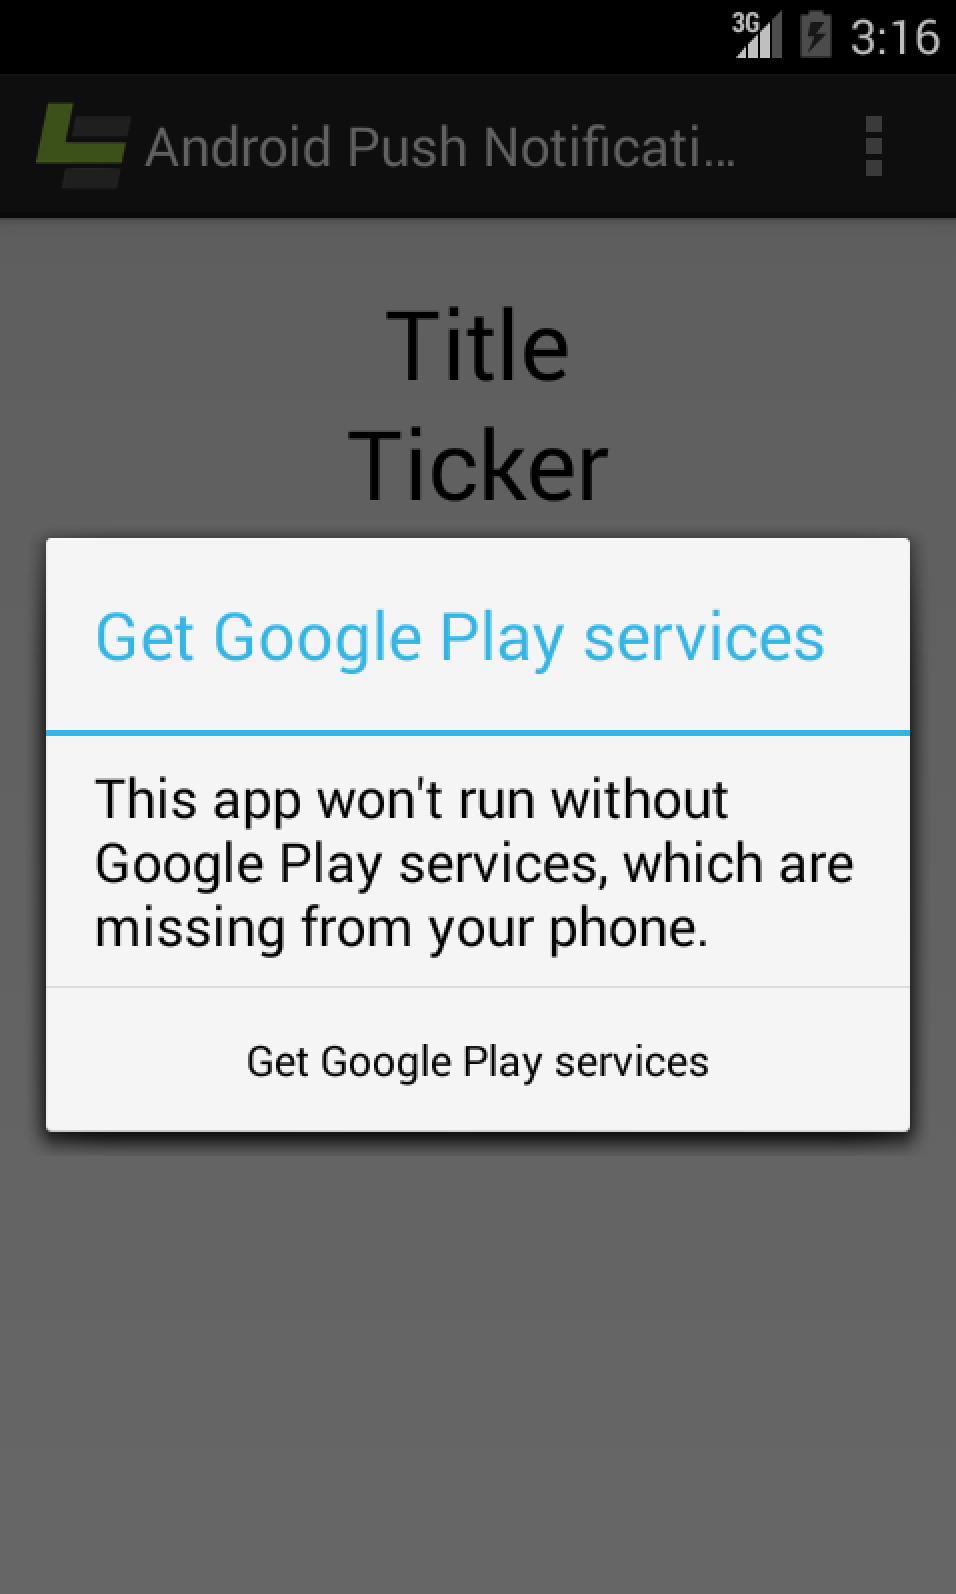 3G 3:16
Android Push Notificati...
Title
Ticker
Get Google Play services
This app won't run without
Google Play services, which are
missing from your phone.
Get Google Play services